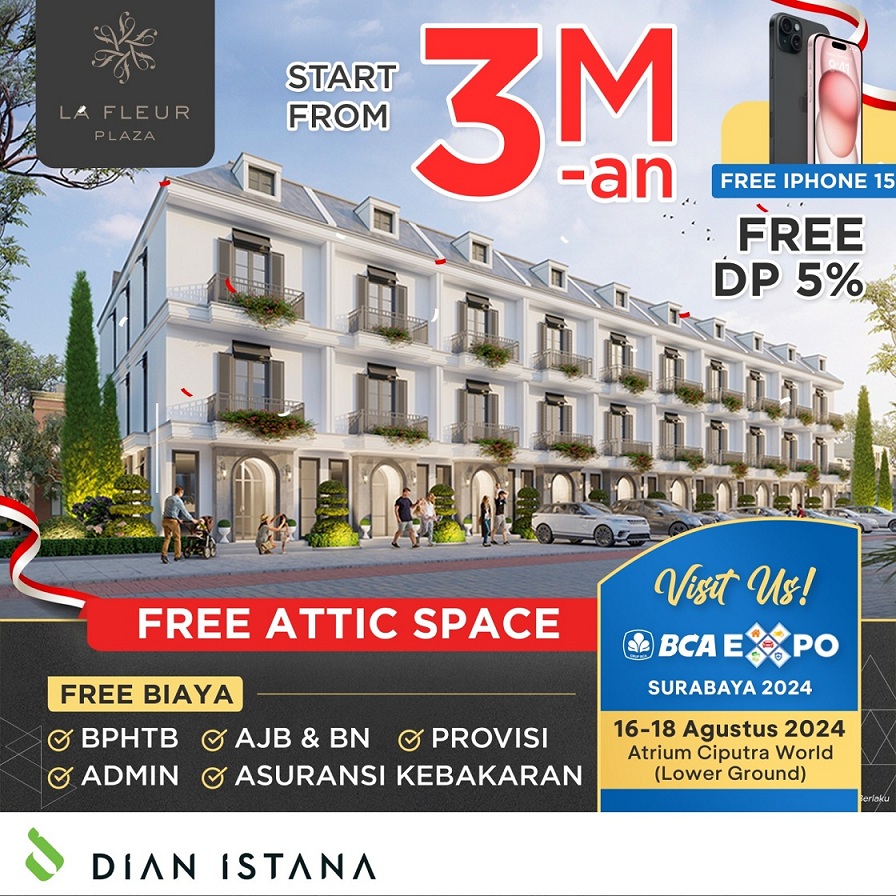 LA FLEUR
PLAZA
START
FROM
3M
-an
9:41
FREE IPHONE 15
FREE
DP 5%
FREE ATTIC SPACE
FREE BIAYA
BPHTB
AJB & BN
PROVISI
ADMIN
ASURANSI KEBAKARAN
Visit Us!
BCA EXPO
SURABAYA 2024
16-18 Agustus 2024
Atrium Ciputra World
(Lower Ground)
Berlaku
DIAN ISTANA